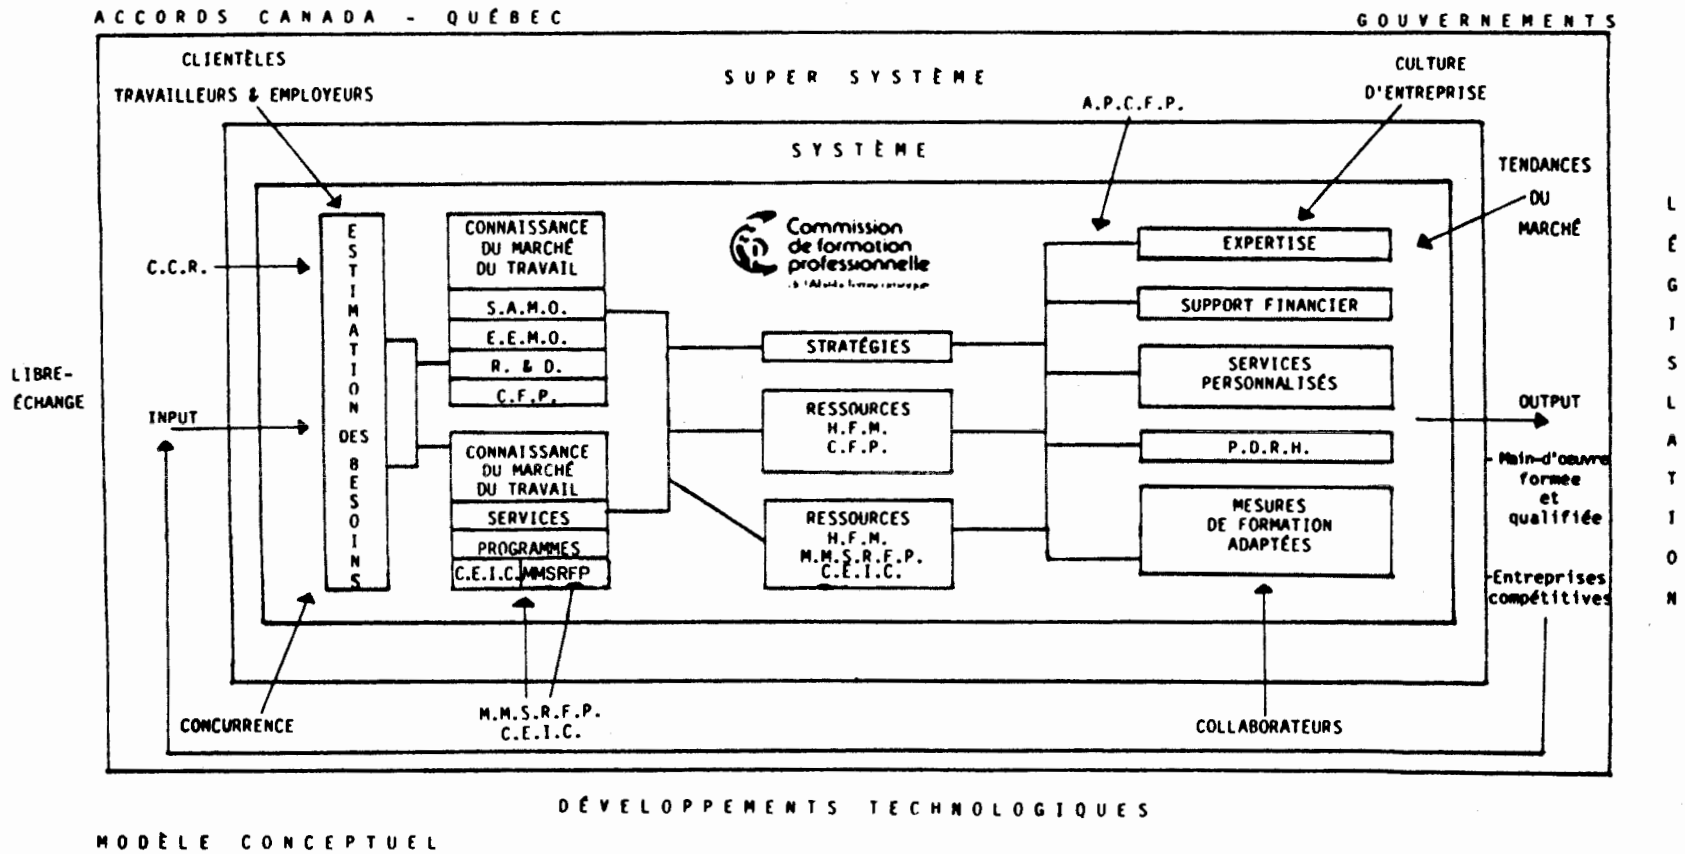 ACCORDS CANADA - QUÉBEC
GOUVERNEMENTS
CLIENTÈLES
TRAVAILLEURS & EMPLOYEURS
SUPER SYSTÈME
CULTURE
D'ENTREPRISE
A.P.C.F.P.
SYSTÈME
TENDANCES
DU
MARCHÉ
LÉGISLATION
C.C.R.
LIBRE-
ÉCHANGE
INPUT
ESTIMATION DES BESOINS
CONNAISSANCE
DU MARCHÉ
DU TRAVAIL
S.A.M.O.
E.E.M.O.
R. & D.
C.F.P.
CONNAISSANCE
DU MARCHÉ
DU TRAVAIL
SERVICES
PROGRAMMES
C.E.I.C. MMSRFP
Commission
de formation
professionnelle
STRATÉGIES
RESSOURCES
H.F.M.
C.F.P.
RESSOURCES
H.F.M.
M.M.S.R.F.P.
C.E.I.C.
EXPERTISE
SUPPORT FINANCIER
SERVICES
PERSONNALISÉS
P.D.R.H.
MESURES
DE FORMATION
ADAPTÉES
OUTPUT
- Main-d'oeuvre
formee
et
qualifiée
-Entreprises
compétitives
CONCURRENCE
M.M.S.R.F.P.
C.E.I.C.
COLLABORATEURS
DÉVELOPPEMENTS TECHNOLOGIQUES
MODÈLE CONCEPTUEL